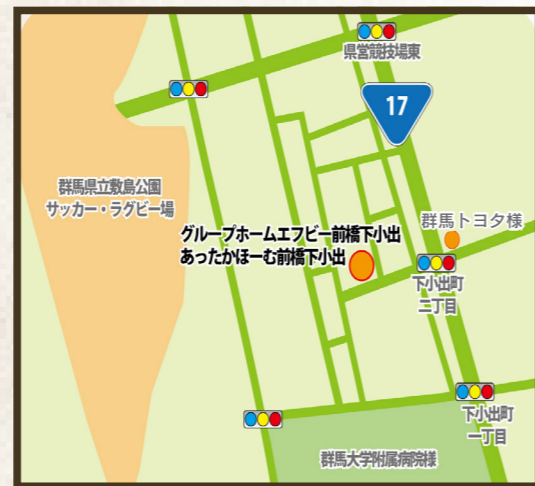 県営競技場東
17
群馬県立敷島公園
サッカー・ラグビー場
群馬トヨタ様
グループホームエフビー前橋下小出
あったかほーむ前橋下小出
下小出町
二丁目
下小出町
一丁目
群馬大学附属病院様